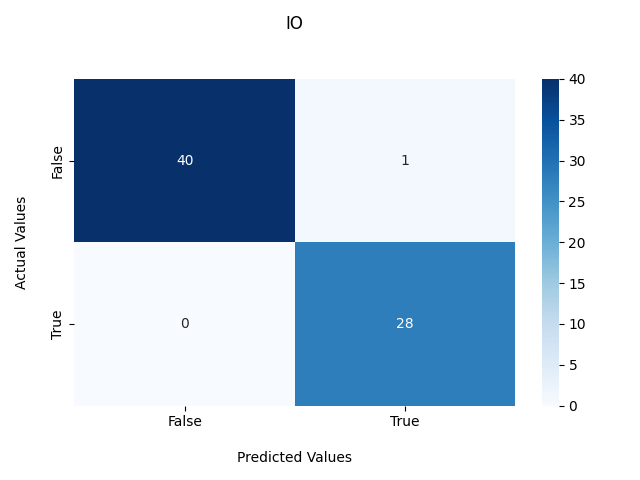 IO
Actual Values
False
True
40
1
0
28
False
True
Predicted Values
40
35
30
25
20
15
10
5
0